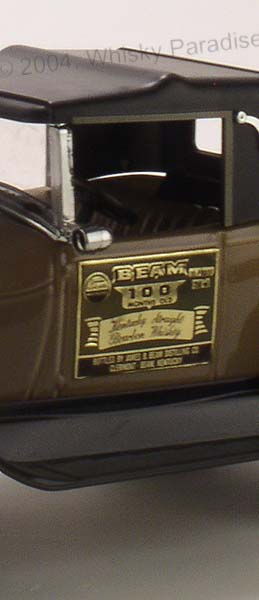 © 2004, Whisky Paradise
BEAM
100
MONTHS OLD
Kentucky Straight
Bourbon Whiskey
BOTTLED BY JAMES B. BEAM DISTILLING CO.
CLERMONT · BEAM, KENTUCKY